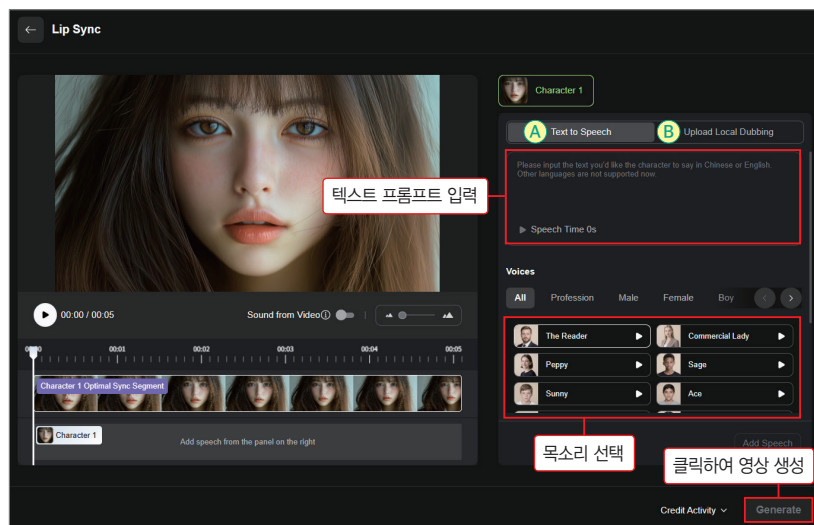 ← Lip Sync
Character 1
A Text to Speech
B Upload Local Dubbing
Please input the text you'd like the character to say in Chinese or English.
Other languages are not supported now.
텍스트 프롬프트 입력
Speech Time 0s
Voices
All Profession Male Female Boy
00:00 / 00:05
Sound from Video
00:00 00:01 00:02 00:03 00:04 00:05
The Reader
Commercial Lady
Peppy
Sage
Sunny
Ace
Character 1 Optimal Sync Segment
Character 1
Add speech from the panel on the right
목소리 선택
Add Speech
클릭하여 영상 생성
Credit Activity
Generate